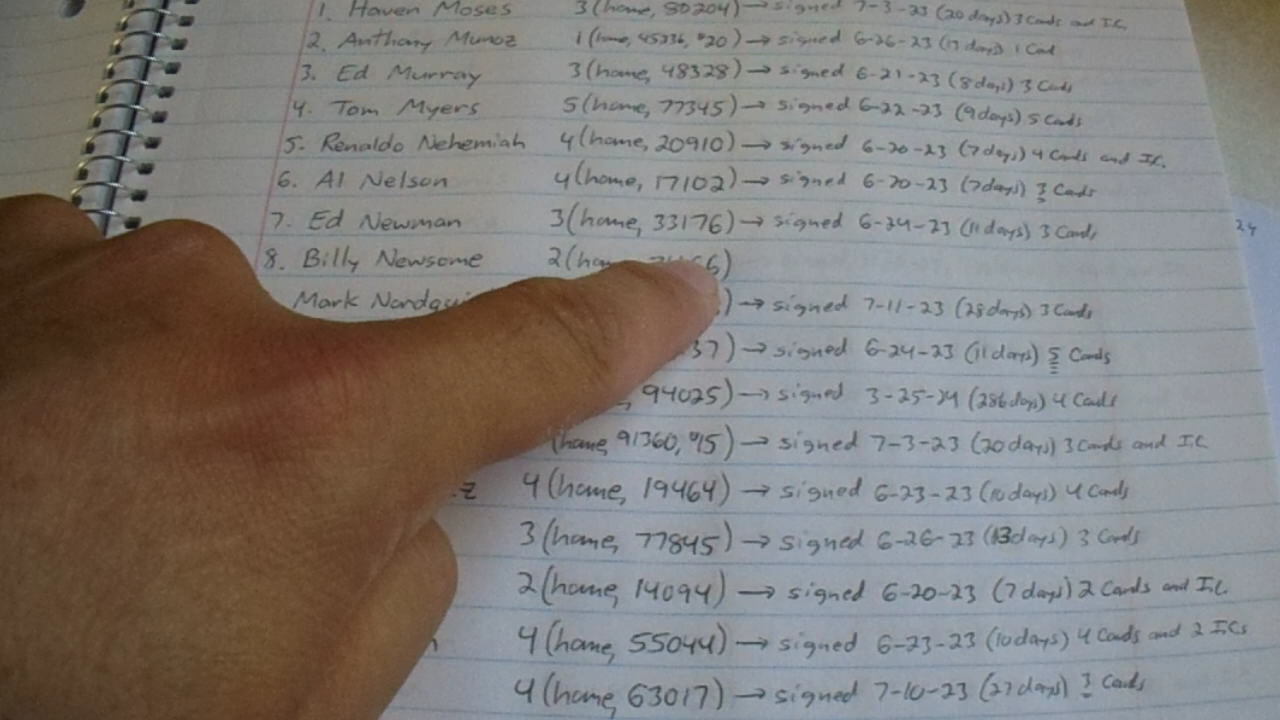 1. Haven Moses 3 (home, 80204) → signed 7-3-23 (20 days) 3 Cards and I.C.
2. Anthony Munoz 1 (home, 45236, $20) → signed 6-26-23 (13 days) 1 Card
3. Ed Murray 3 (home, 48328) → signed 6-21-23 (8 days) 3 Cards
4. Tom Myers 5 (home, 77345) → signed 6-22-23 (9 days) 5 Cards
5. Renaldo Nehemiah 4 (home, 20910) → signed 6-20-23 (7 days) 4 Cards and I.C.
6. Al Nelson 4 (home, 17102) → signed 6-20-23 (7 days) 3 Cards
7. Ed Newman 3 (home, 33176) → signed 6-24-23 (11 days) 3 Cards
8. Billy Newsome 2 (
Mark ) → signed 7-11-23 (28 days) 3 Cards
37) → signed 6-24-23 (11 days) 5 Cards
, 94025) → signed 3-25-24 (286 days) 4 Cards
(home, 91360, $15) → signed 7-3-23 (20 days) 3 Cards and I.C
z 4 (home, 19464) → signed 6-23-23 (10 days) 4 Cards
3 (home, 77845) → signed 6-26-23 (13 days) 3 Cards
2 (home, 14094) → signed 6-20-23 (7 days) 2 Cards and I.C.
4 (home, 55044) → signed 6-23-23 (10 days) 4 Cards and 2 I.C.s
4 (home, 63017) → signed 7-10-23 (27 days) 3 Cards
24